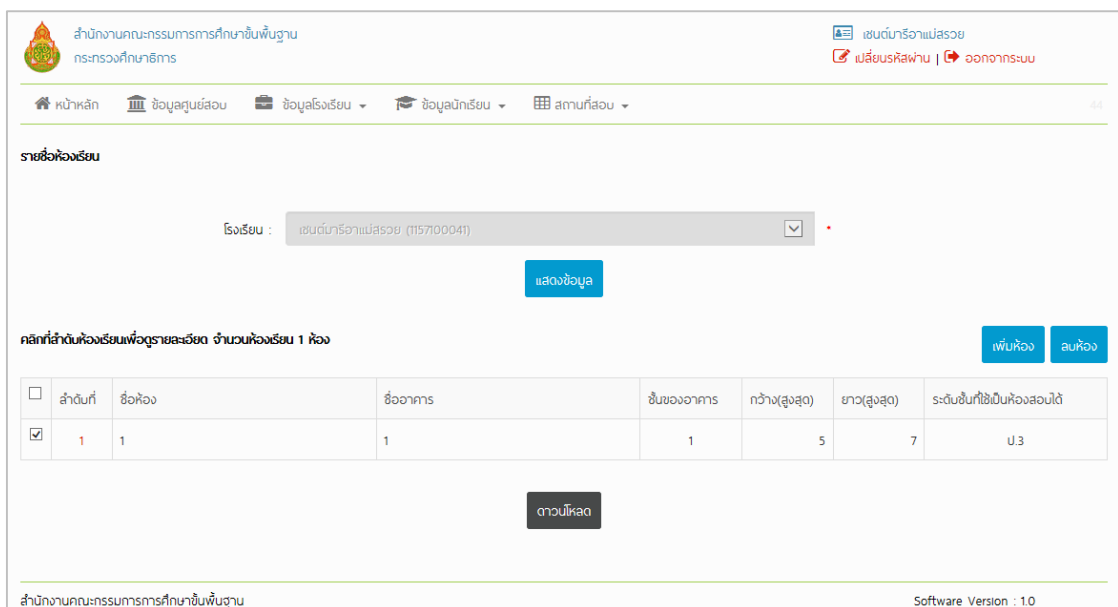 สำนักงานคณะกรรมการการศึกษาขั้นพื้นฐาน
กระทรวงศึกษาธิการ
เซนต์มารีอาแม่สรวย
เปลี่ยนรหัสผ่าน | ออกจากระบบ
หน้าหลัก ข้อมูลศูนย์สอบ ข้อมูลโรงเรียน ข้อมูลนักเรียน สถานที่สอบ 44
รายชื่อห้องเรียน
โรงเรียน : เซนต์มารีอาแม่สรวย (1157100041) *
แสดงข้อมูล
คลิกที่ลำดับห้องเรียนเพื่อดูรายละเอียด จำนวนห้องเรียน 1 ห้อง
เพิ่มห้อง ลบห้อง
ลำดับที่ ชื่อห้อง ชื่ออาคาร ชั้นของอาคาร กว้าง(สูงสุด) ยาว(สูงสุด) ระดับชั้นที่ใช้เป็นห้องสอบได้
1 1 1 1 5 7 ป.3
ดาวน์โหลด
สำนักงานคณะกรรมการการศึกษาขั้นพื้นฐาน Software Version : 1.0